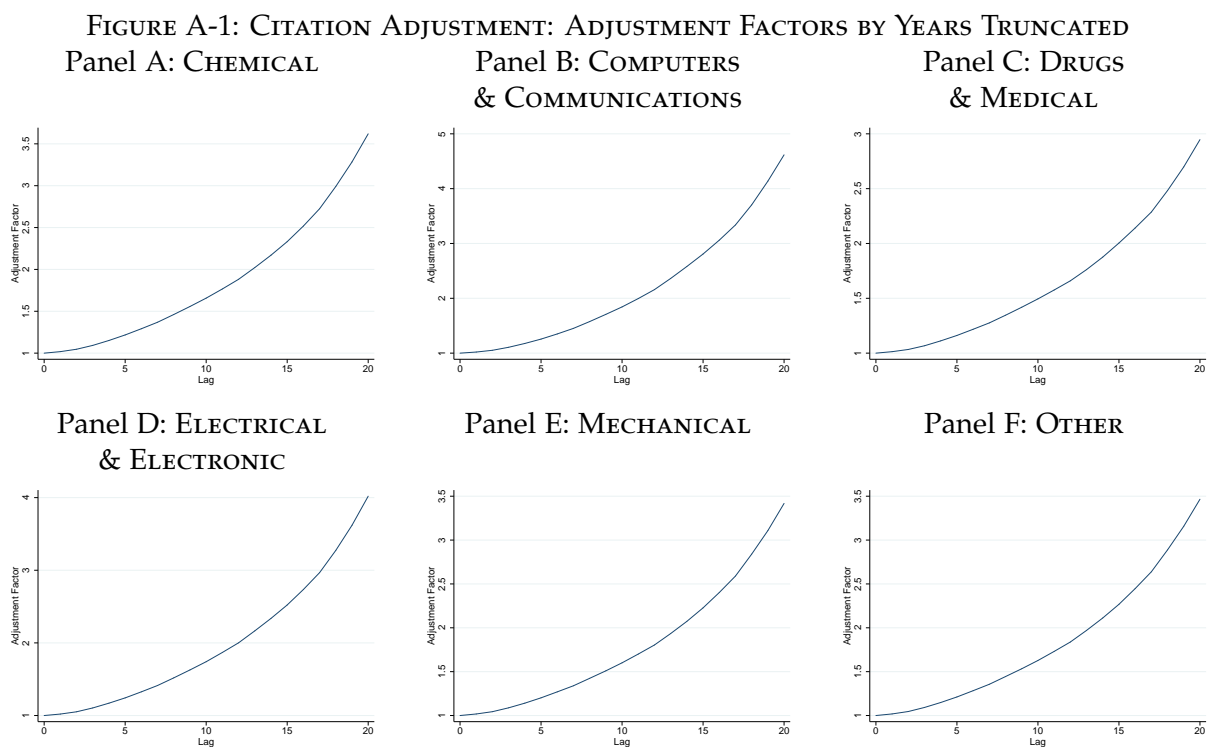 FIGURE A-1: CITATION ADJUSTMENT: ADJUSTMENT FACTORS BY YEARS TRUNCATED
Panel A: CHEMICAL
Adjustment Factor
3.5
3
2.5
2
1.5
1
0 5 10 15 20
Lag
Panel B: COMPUTERS
& COMMUNICATIONS
Adjustment Factor
5
4
3
2
1
0 5 10 15 20
Lag
Panel C: DRUGS
& MEDICAL
Adjustment Factor
3
2.5
2
1.5
1
0 5 10 15 20
Lag
Panel D: ELECTRICAL
& ELECTRONIC
Adjustment Factor
4
3
2
1
0 5 10 15 20
Lag
Panel E: MECHANICAL
Adjustment Factor
3.5
3
2.5
2
1.5
1
0 5 10 15 20
Lag
Panel F: OTHER
Adjustment Factor
3.5
3
2.5
2
1.5
1
0 5 10 15 20
Lag